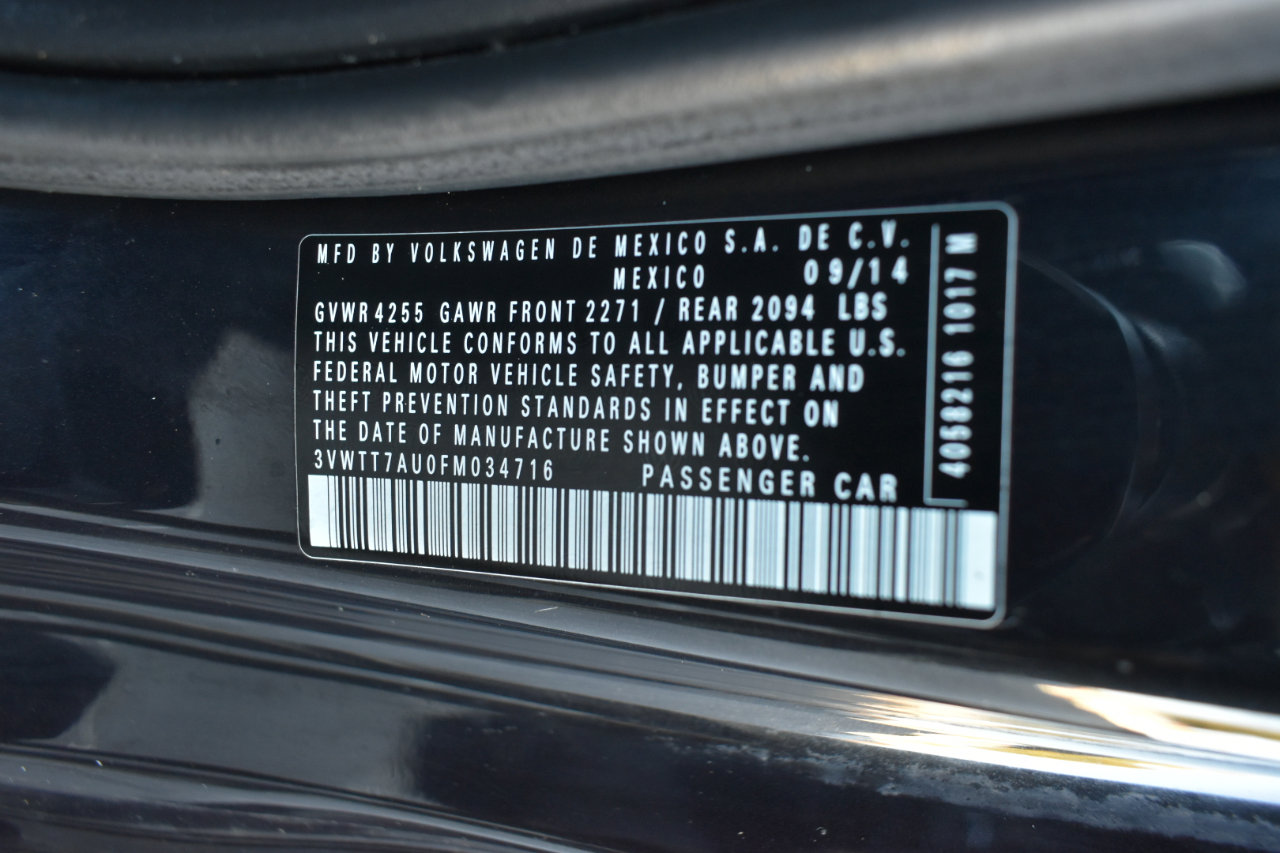 MFD BY VOLKSWAGEN DE MEXICO S.A. DE C.V.
MEXICO 09/14
GVWR 4255 GAWR FRONT 2271 / REAR 2094 LBS
THIS VEHICLE CONFORMS TO ALL APPLICABLE U.S.
FEDERAL MOTOR VEHICLE SAFETY, BUMPER AND
THEFT PREVENTION STANDARDS IN EFFECT ON
THE DATE OF MANUFACTURE SHOWN ABOVE.
3VWTT7AU0FM034716 PASSENGER CAR
4068216 1017 M